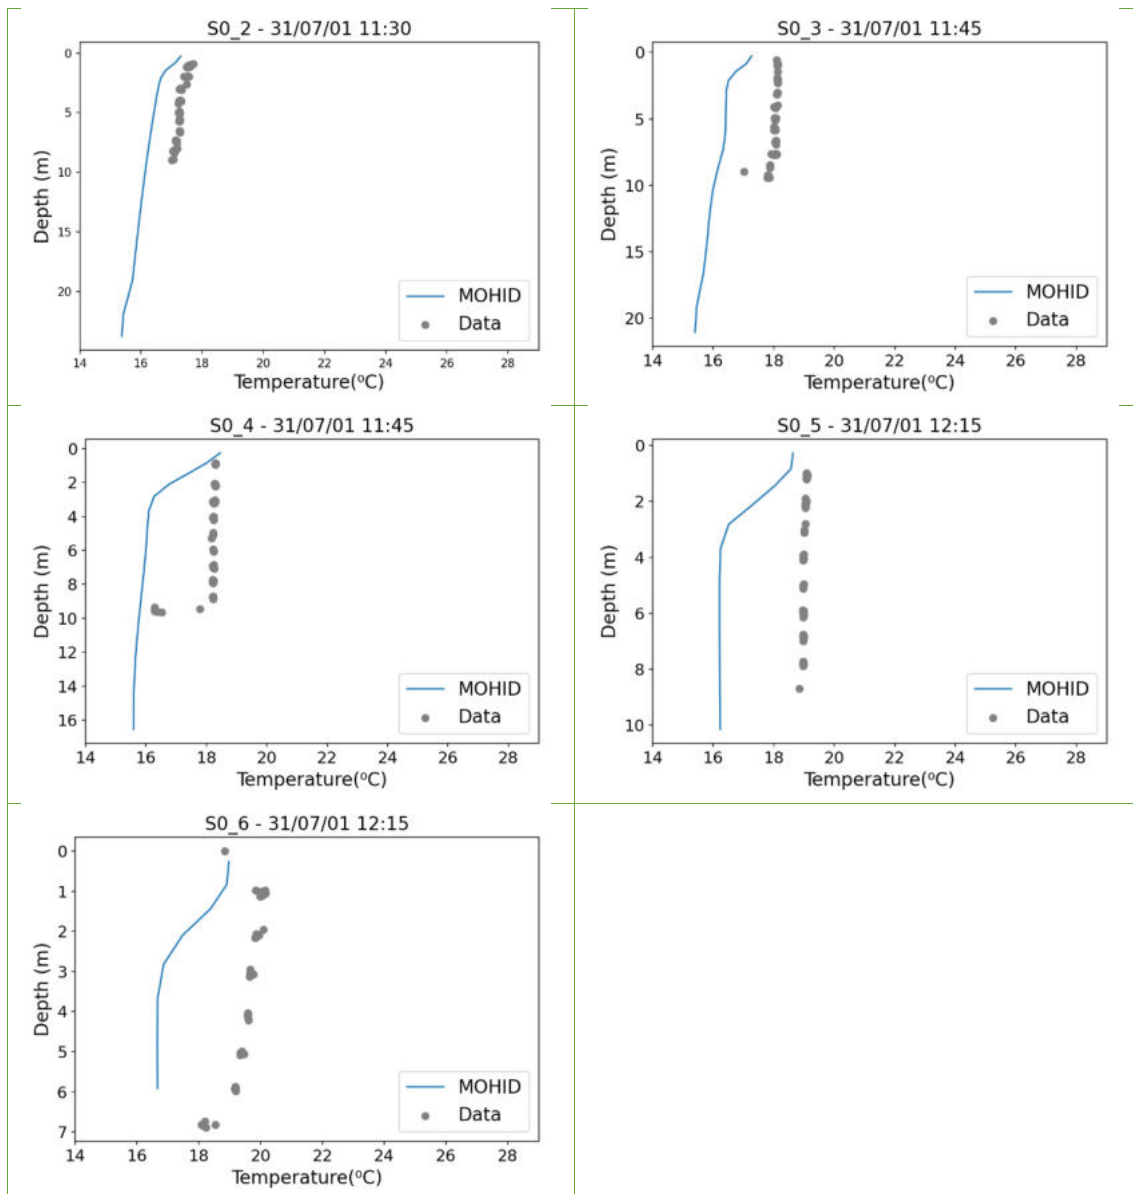 S0_2 - 31/07/01 11:30
0
5
10
15
20
Depth (m)
MOHID
Data
14 16 18 20 22 24 26 28
Temperature(ºC)
S0_3 - 31/07/01 11:45
0
5
10
15
20
Depth (m)
MOHID
Data
14 16 18 20 22 24 26 28
Temperature(ºC)
S0_4 - 31/07/01 11:45
0
2
4
6
8
10
12
14
16
Depth (m)
MOHID
Data
14 16 18 20 22 24 26 28
Temperature(ºC)
S0_5 - 31/07/01 12:15
0
2
4
6
8
10
Depth (m)
MOHID
Data
14 16 18 20 22 24 26 28
Temperature(ºC)
S0_6 - 31/07/01 12:15
0
1
2
3
4
5
6
7
Depth (m)
MOHID
Data
14 16 18 20 22 24 26 28
Temperature(ºC)